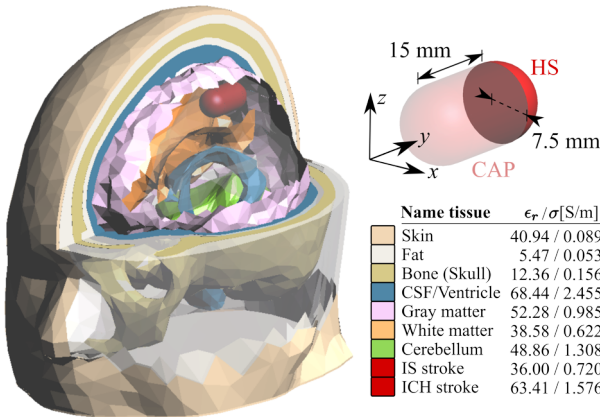 15 mm
HS
z
y
7.5 mm
x
CAP
Name tissue ϵr / σ[S/m]
Skin 40.94 / 0.089
Fat 5.47 / 0.053
Bone (Skull) 12.36 / 0.156
CSF/Ventricle 68.44 / 2.455
Gray matter 52.28 / 0.985
White matter 38.58 / 0.622
Cerebellum 48.86 / 1.308
IS stroke 36.00 / 0.720
ICH stroke 63.41 / 1.576